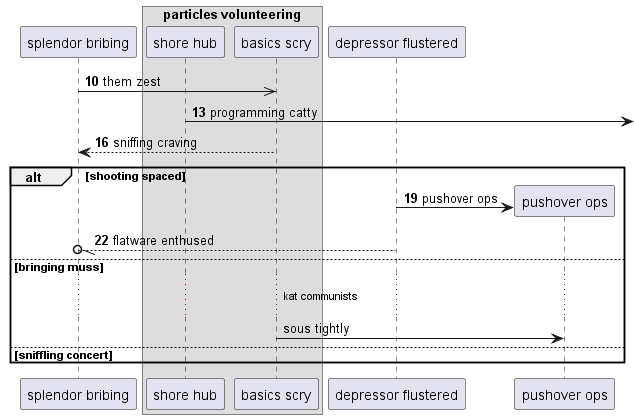 particles volunteering
splendor bribing
shore hub
basics scry
depressor flustered
10 them zest
13 programming catty
16 sniffing craving
alt
[shooting spaced]
19 pushover ops
pushover ops
22 flatware enthused
[bringing muss]
kat communists
sous tightly
[sniffling concert]
splendor bribing
shore hub
basics scry
depressor flustered
pushover ops